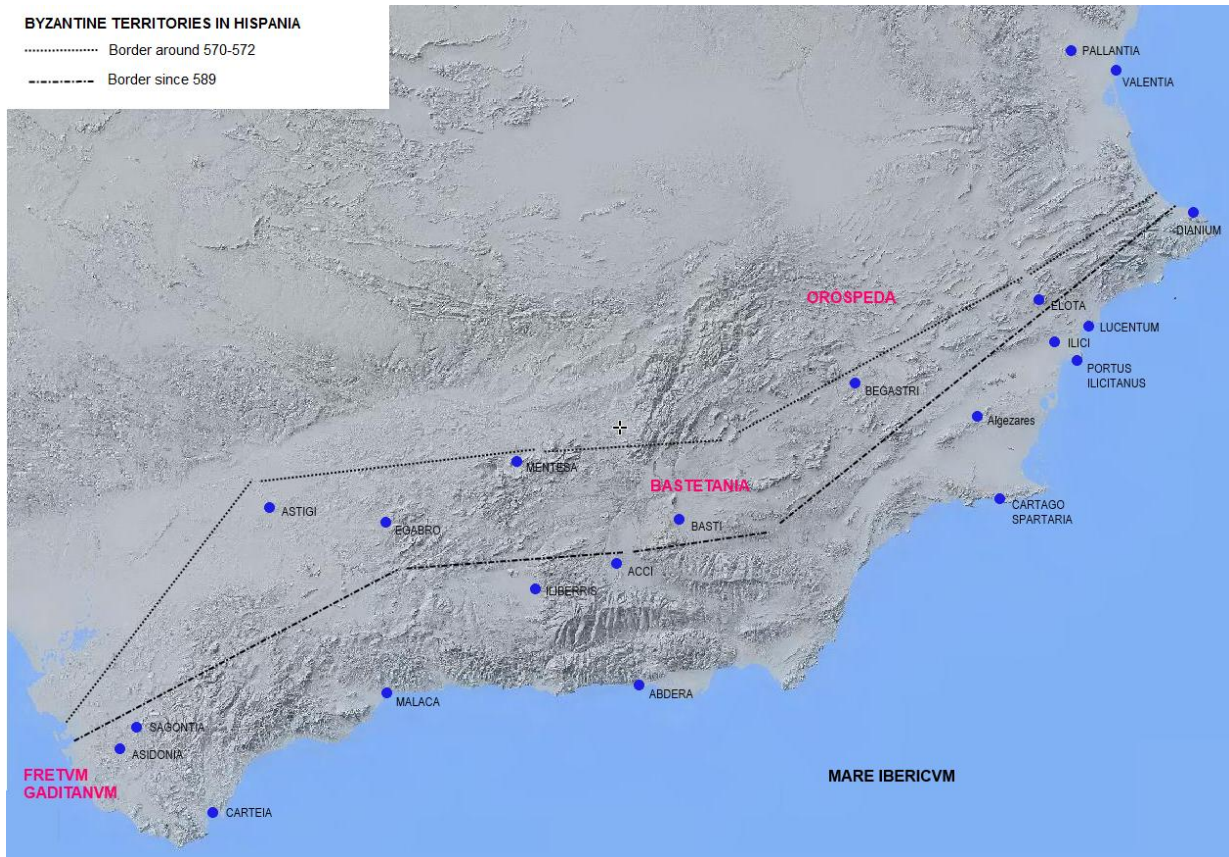 BYZANTINE TERRITORIES IN HISPANIA
Border around 570-572
Border since 589
PALLANTIA
VALENTIA
DIANIUM
OROSPEDA
ELOTA
LUCENTUM
ILICI
PORTUS
ILICITANUS
BEGASTRI
Algezares
MENTESA
BASTETANIA
CARTAGO
SPARTARIA
ASTIGI
EGABRO
BASTI
ACCI
ILIBERRIS
ABDERA
MALACA
SAGONTIA
ASIDONIA
FRETVM
GADITANVM
MARE IBERICVM
CARTEIA